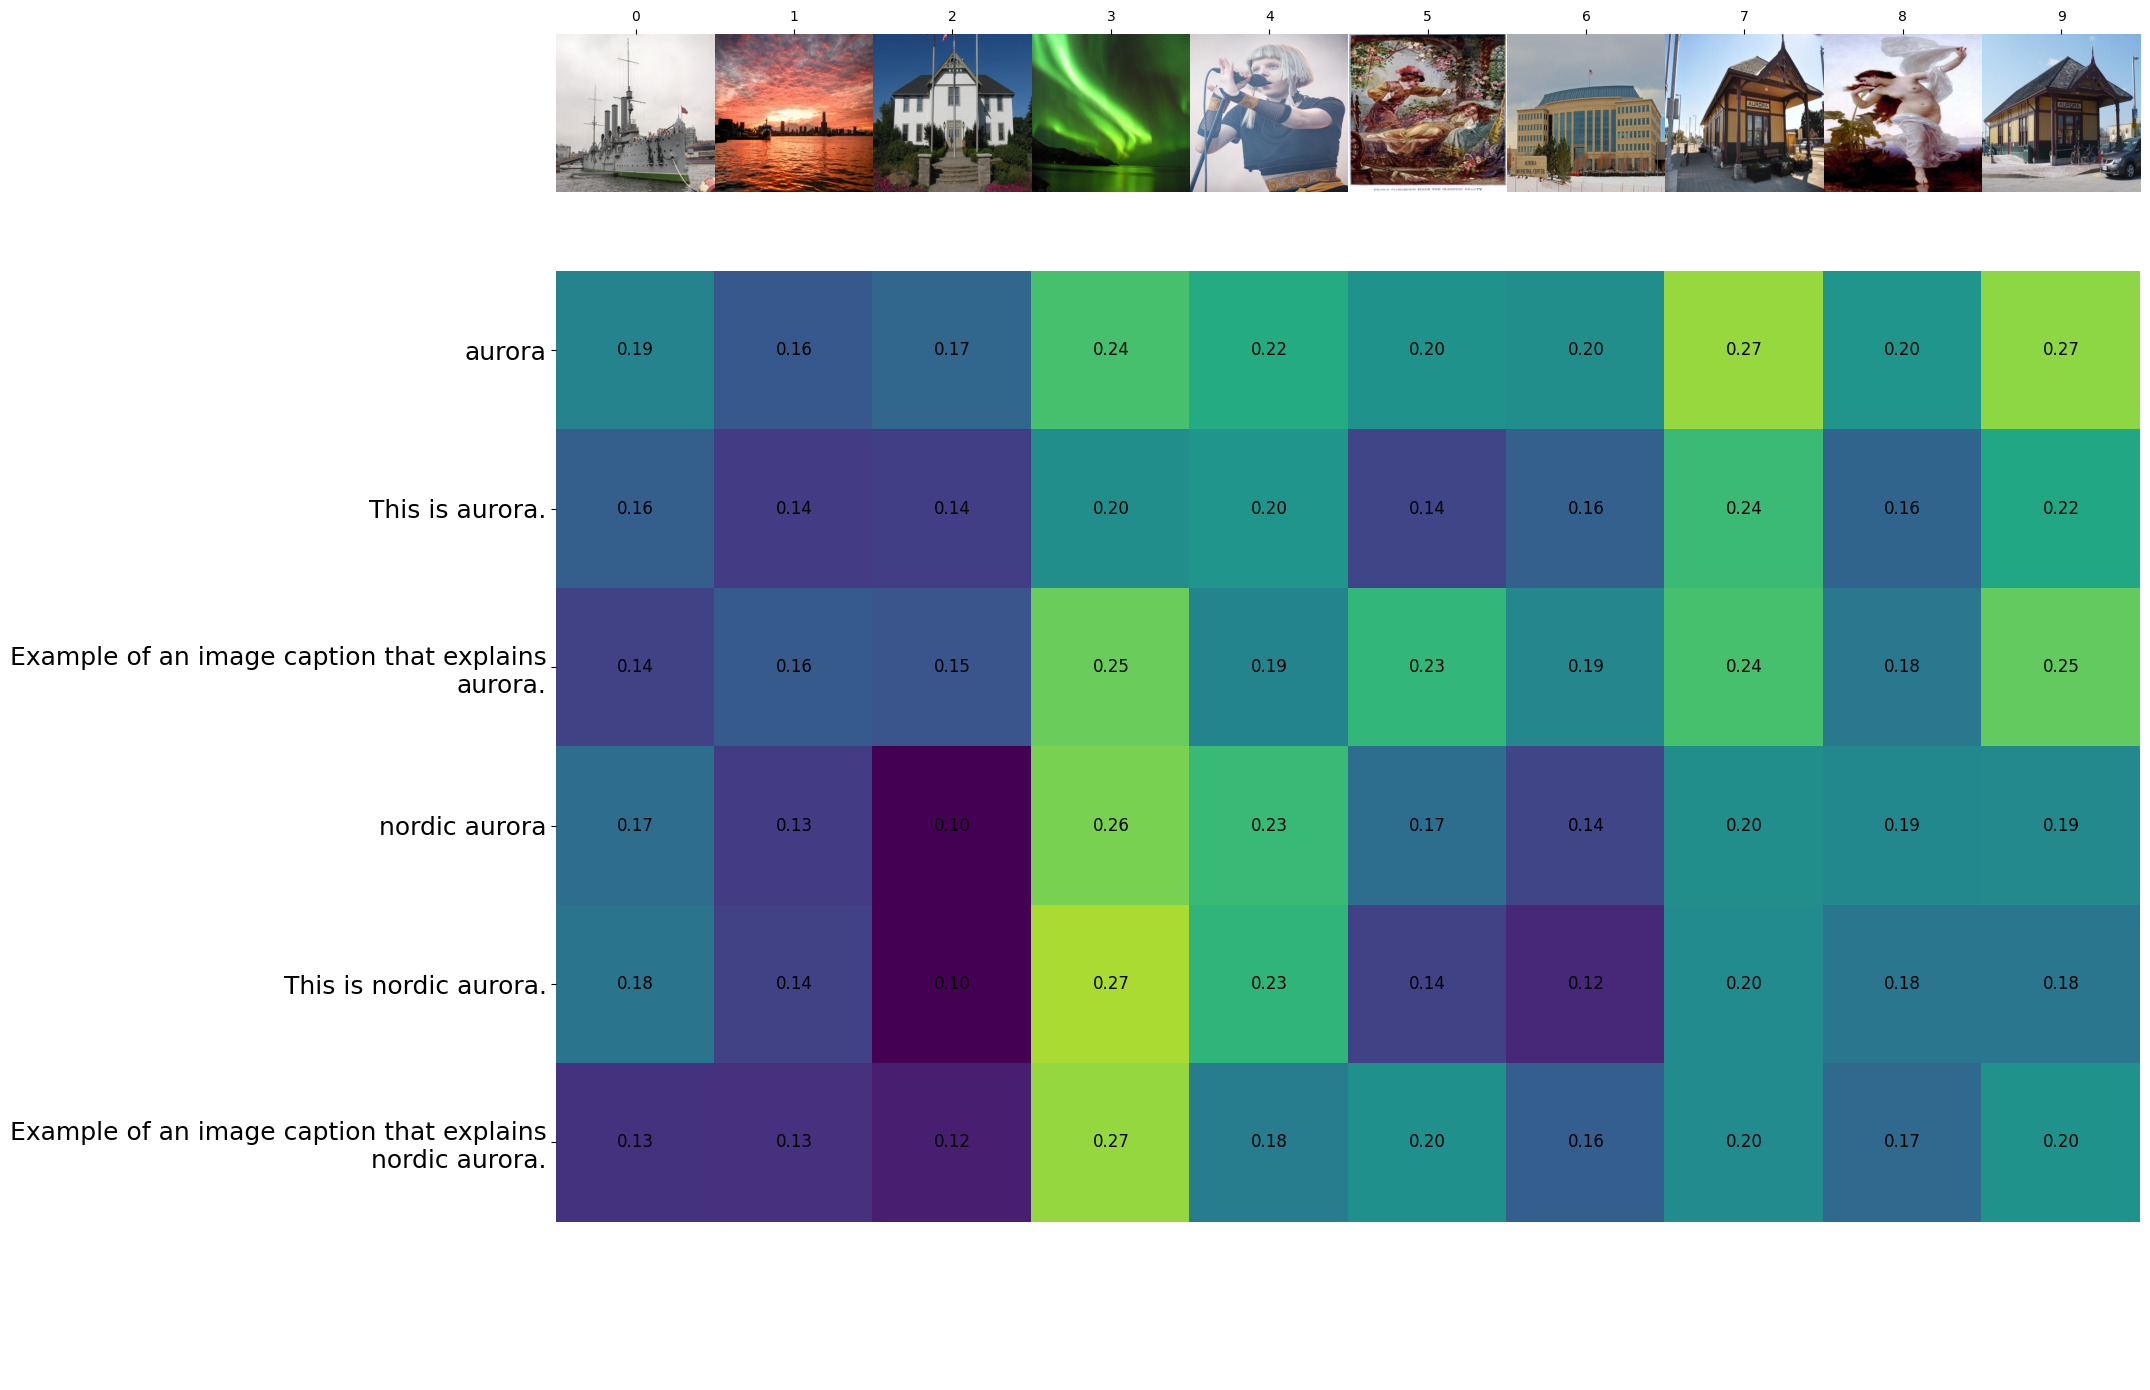 0 1 2 3 4 5 6 7 8 9
AURORA
AURORA
aurora 0.19 0.16 0.17 0.24 0.22 0.20 0.20 0.27 0.20 0.27
This is aurora. 0.16 0.14 0.14 0.20 0.20 0.14 0.16 0.24 0.16 0.22
Example of an image caption that explains
aurora. 0.14 0.16 0.15 0.25 0.19 0.23 0.19 0.24 0.18 0.25
nordic aurora 0.17 0.13 0.10 0.26 0.23 0.17 0.14 0.20 0.19 0.19
This is nordic aurora. 0.18 0.14 0.10 0.27 0.23 0.14 0.12 0.20 0.18 0.18
Example of an image caption that explains
nordic aurora. 0.13 0.13 0.12 0.27 0.18 0.20 0.16 0.20 0.17 0.20